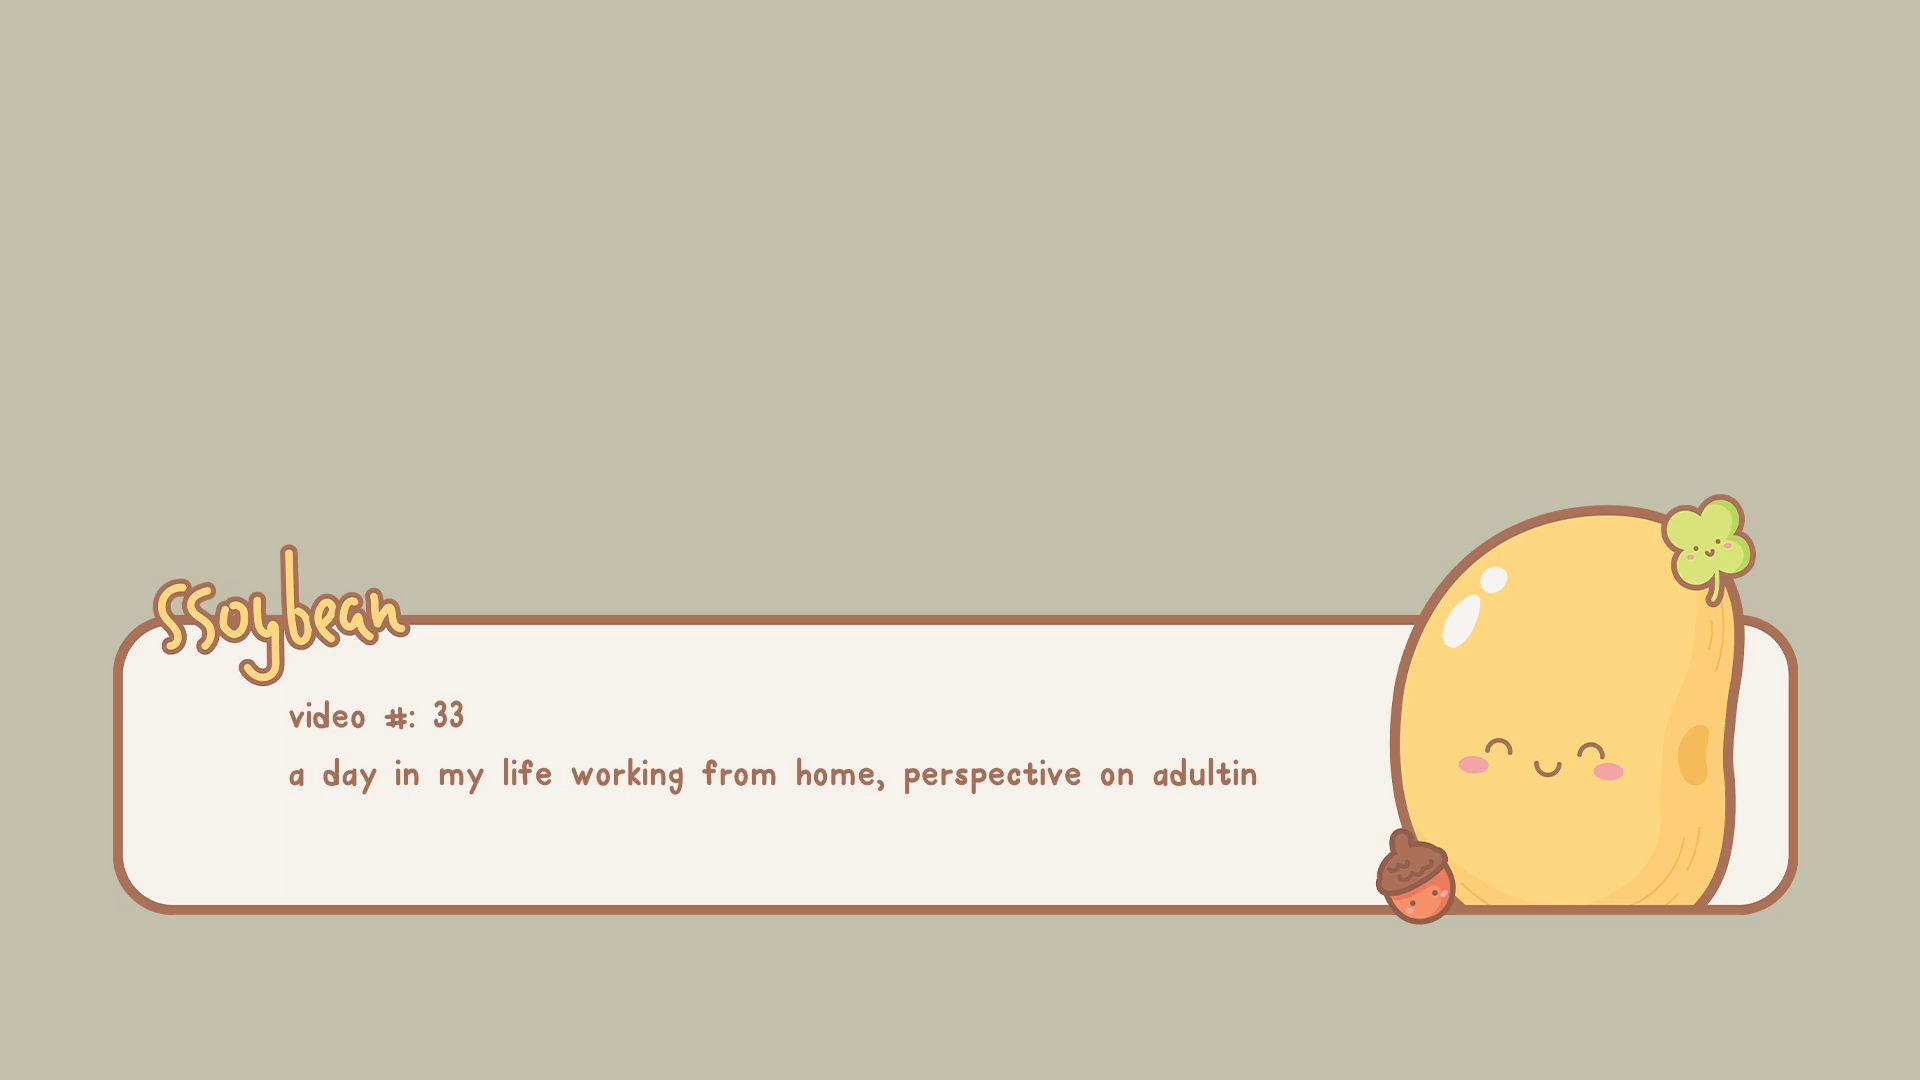 ssoybean
video #: 33
a day in my life working from home, perspective on adultin